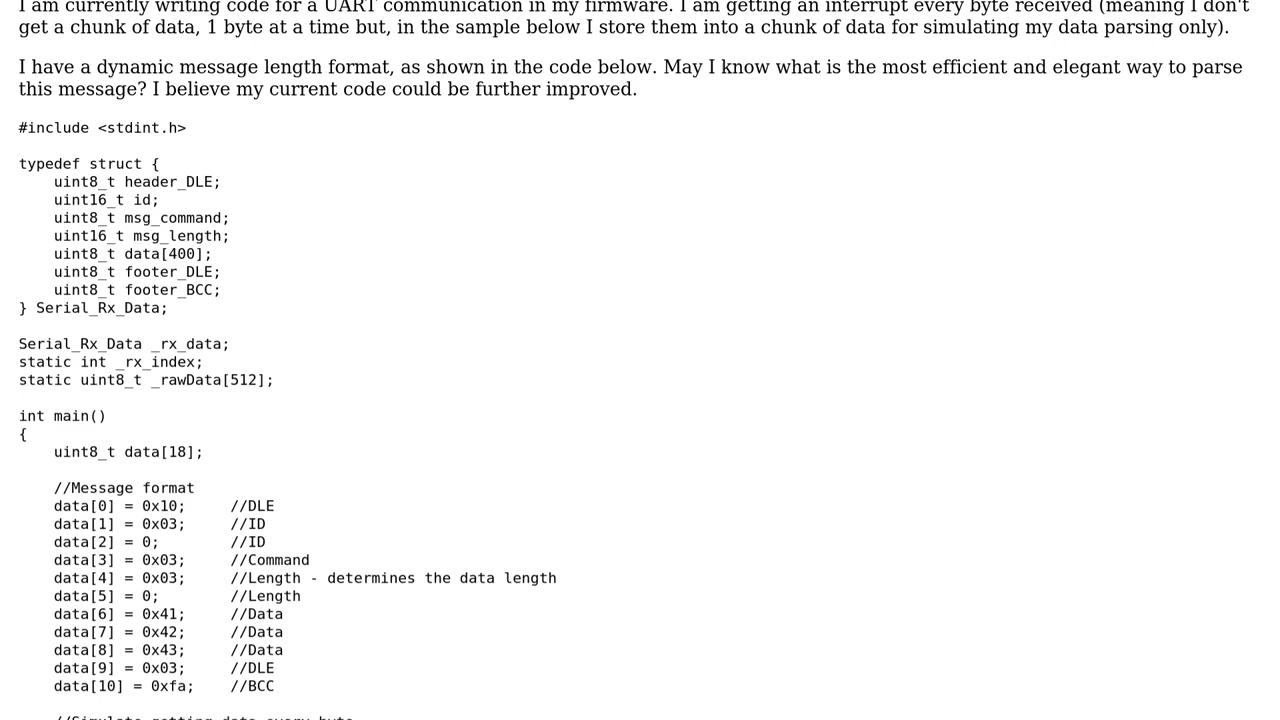 I am currently writing code for a UART communication in my firmware. I am getting an interrupt every byte received (meaning I don't
get a chunk of data, 1 byte at a time but, in the sample below I store them into a chunk of data for simulating my data parsing only).
I have a dynamic message length format, as shown in the code below. May I know what is the most efficient and elegant way to parse
this message? I believe my current code could be further improved.
#include <stdint.h>
typedef struct {
    uint8_t header_DLE;
    uint16_t id;
    uint8_t msg_command;
    uint16_t msg_length;
    uint8_t data[400];
    uint8_t footer_DLE;
    uint8_t footer_BCC;
} Serial_Rx_Data;
Serial_Rx_Data _rx_data;
static int _rx_index;
static uint8_t _rawData[512];
int main()
{
    uint8_t data[18];
    //Message format
    data[0] = 0x10;     //DLE
    data[1] = 0x03;     //ID
    data[2] = 0;        //ID
    data[3] = 0x03;     //Command
    data[4] = 0x03;     //Length - determines the data length
    data[5] = 0;        //Length
    data[6] = 0x41;     //Data
    data[7] = 0x42;     //Data
    data[8] = 0x43;     //Data
    data[9] = 0x03;     //DLE
    data[10] = 0xfa;    //BCC
    //Simulate getting data every byte